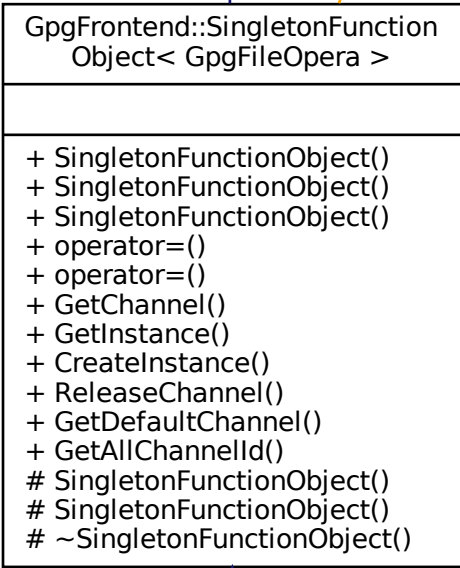 GpgFrontend::SingletonFunction
Object< GpgFileOpera >
+ SingletonFunctionObject()
+ SingletonFunctionObject()
+ SingletonFunctionObject()
+ operator=()
+ operator=()
+ GetChannel()
+ GetInstance()
+ CreateInstance()
+ ReleaseChannel()
+ GetDefaultChannel()
+ GetAllChannelId()
# SingletonFunctionObject()
# SingletonFunctionObject()
# ~SingletonFunctionObject()